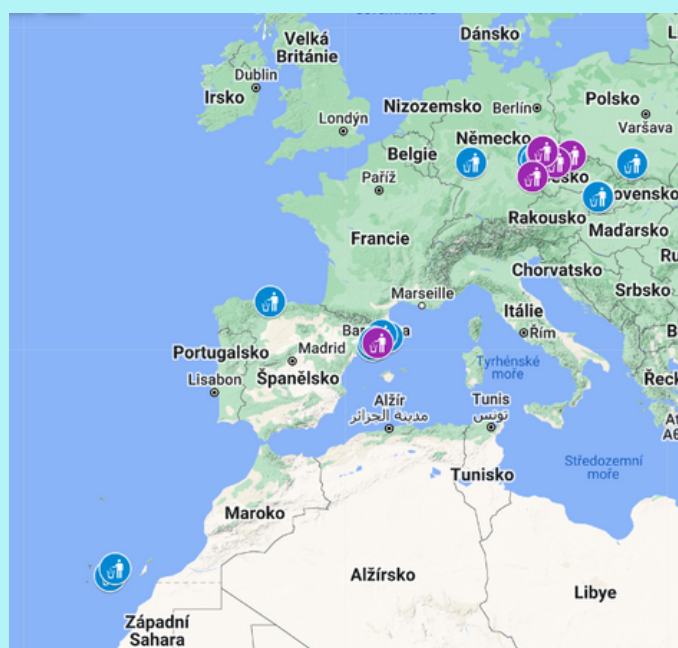 Velká
Británie
Dánsko
Dublin
Irsko
Nizozemsko
Berlín
Polsko
Londýn
Varšava
Belgie
Německo
Paříž
Rakousko
Maďarsko
Francie
Chorvatsko
Marseille
Itálie
Srbsko
Portugalsko
Madrid
Řím
Lisabon
Španělsko
Tyrhénské
moře
Alžír
مدينة الجزائر
Tunis
تونس
Středozemní
moře
Tunisko
Maroko
Alžírsko
Libye
Západní
Sahara